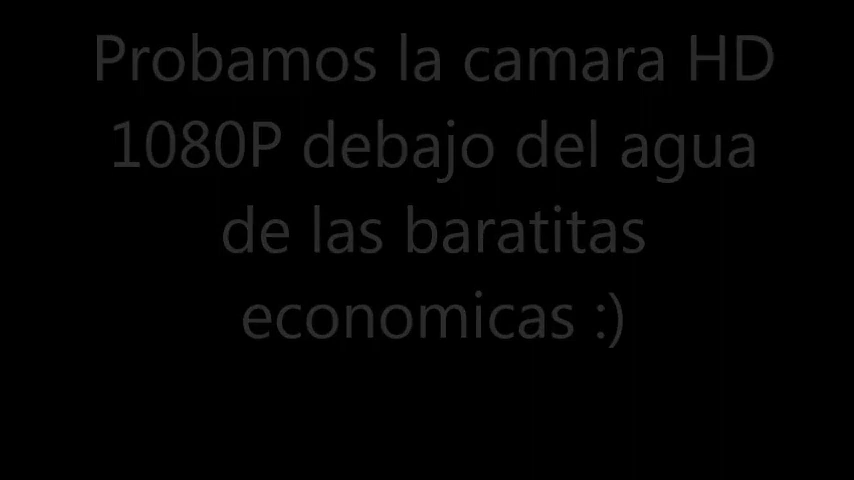 Probamos la camara HD
1080P debajo del agua
de las baratitas
economicas :)